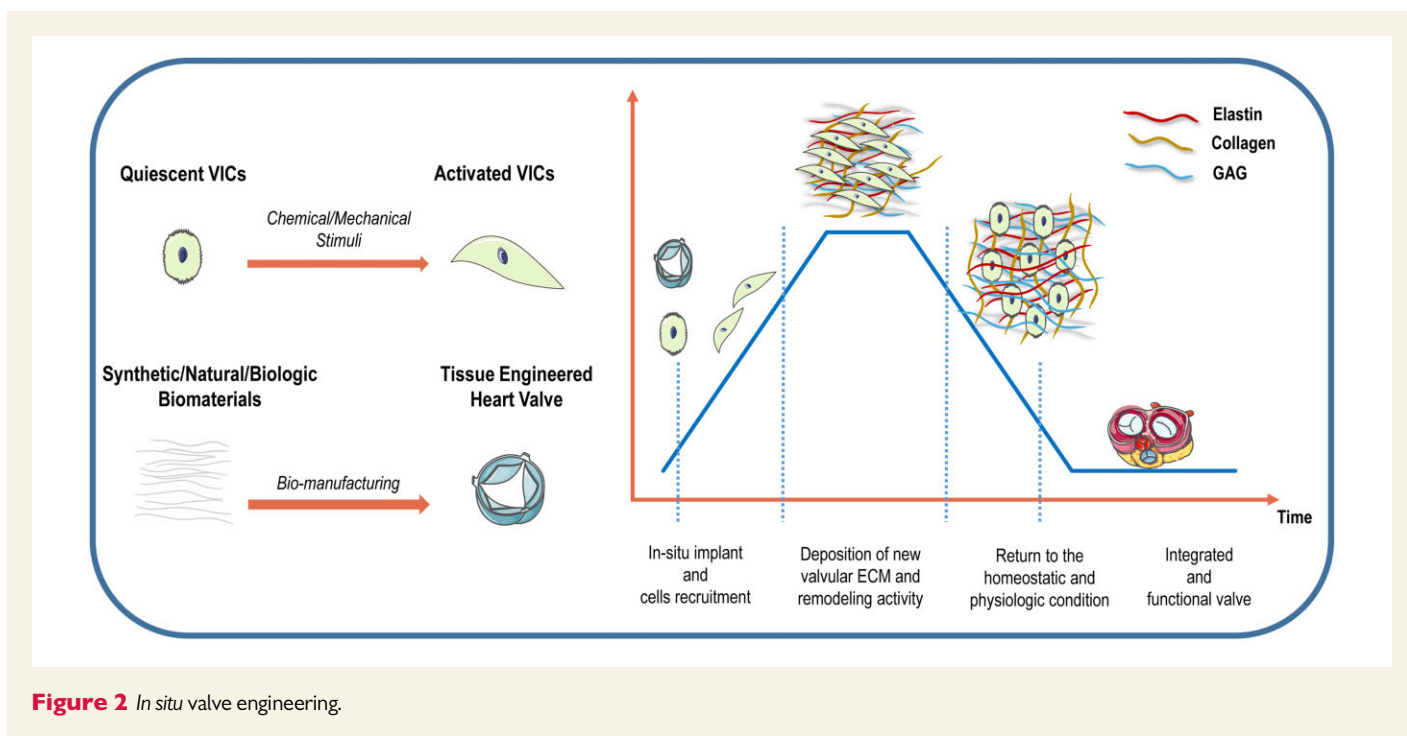 Quiescent VICs
Activated VICs
Chemical/Mechanical
Stimuli
Synthetic/Natural/Biologic
Biomaterials
Tissue Engineered
Heart Valve
Bio-manufacturing
Elastin
Collagen
GAG
Time
In-situ implant
and
cells recruitment
Deposition of new
valvular ECM and
remodeling activity
Return to the
homeostatic and
physiologic condition
Integrated
and
functional valve
Figure 2 In situ valve engineering.